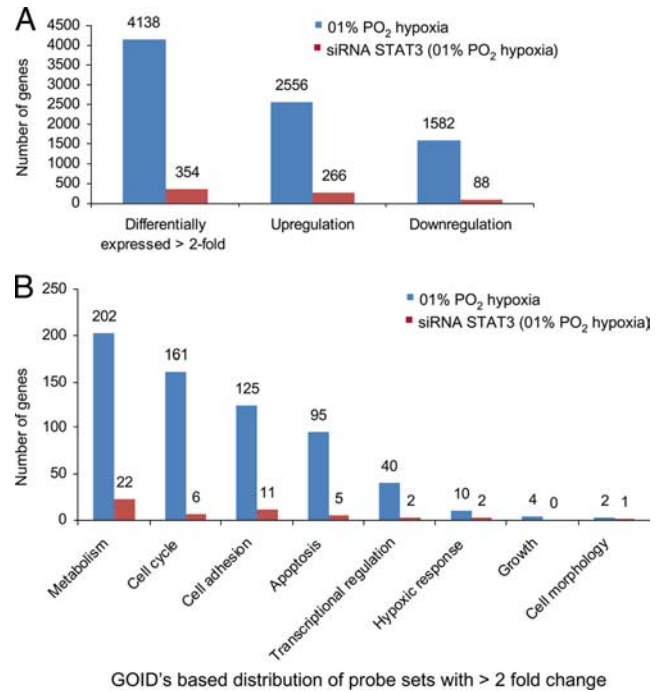 A
01% PO₂ hypoxia
siRNA STAT3 (01% PO₂ hypoxia)
Number of genes
4500
4000
3500
3000
2500
2000
1500
1000
500
0
4138
354
2556
266
1582
88
Differentially
expressed > 2-fold
Upregulation
Downregulation
B
01% PO₂ hypoxia
siRNA STAT3 (01% PO₂ hypoxia)
Number of genes
250
200
150
100
50
0
202
22
161
6
125
11
95
5
40
2
10
2
4
0
2
1
Metabolism
Cell cycle
Cell adhesion
Apoptosis
Transcriptional regulation
Hypoxic response
Growth
Cell morphology
GOID's based distribution of probe sets with > 2 fold change